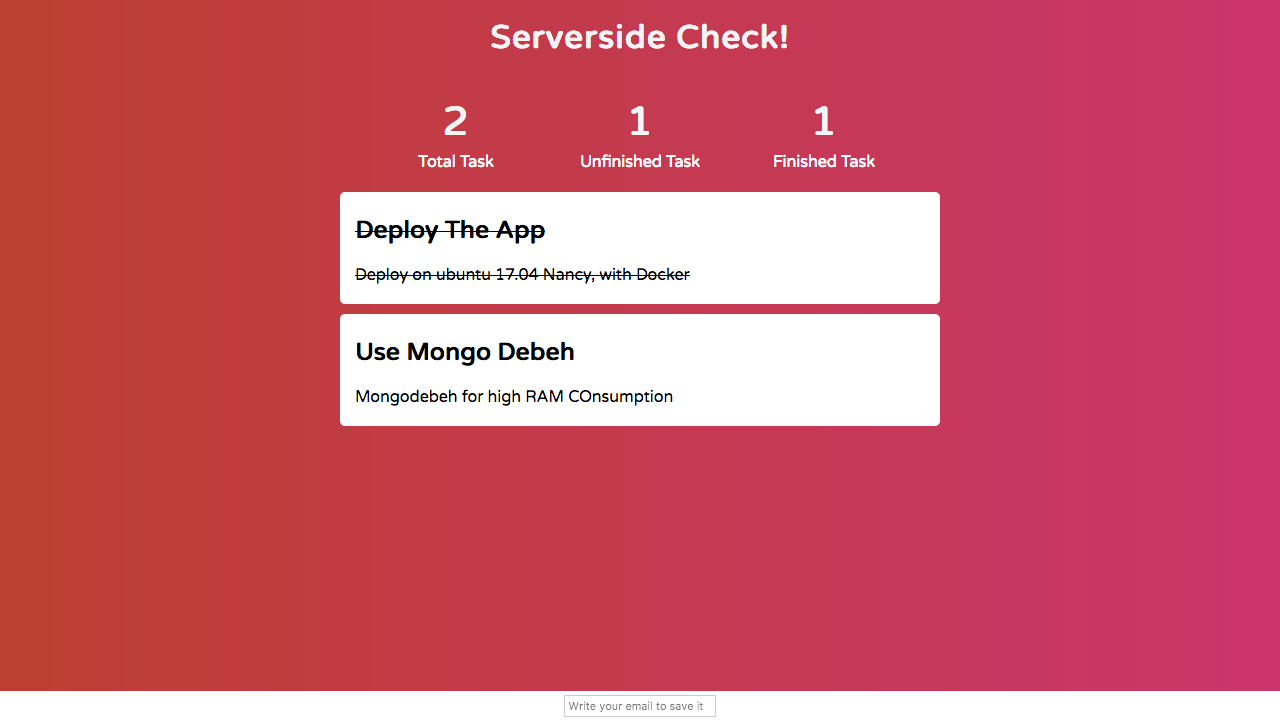 Serverside Check!
2 1 1
Total Task Unfinished Task Finished Task
Deploy The App
Deploy on ubuntu 17.04 Nancy, with Docker
Use Mongo Debeh
Mongodebeh for high RAM COnsumption
Write your email to save it